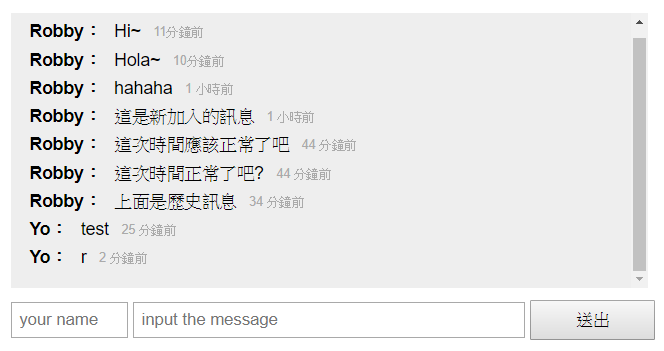 Robby： Hi~ 11分鐘前
Robby： Hola~ 10分鐘前
Robby： hahaha 1 小時前
Robby： 這是新加入的訊息 1 小時前
Robby： 這次時間應該正常了吧 44 分鐘前
Robby： 這次時間正常了吧? 44 分鐘前
Robby： 上面是歷史訊息 34 分鐘前
Yo： test 25 分鐘前
Yo： r 2 分鐘前
your name input the message 送出